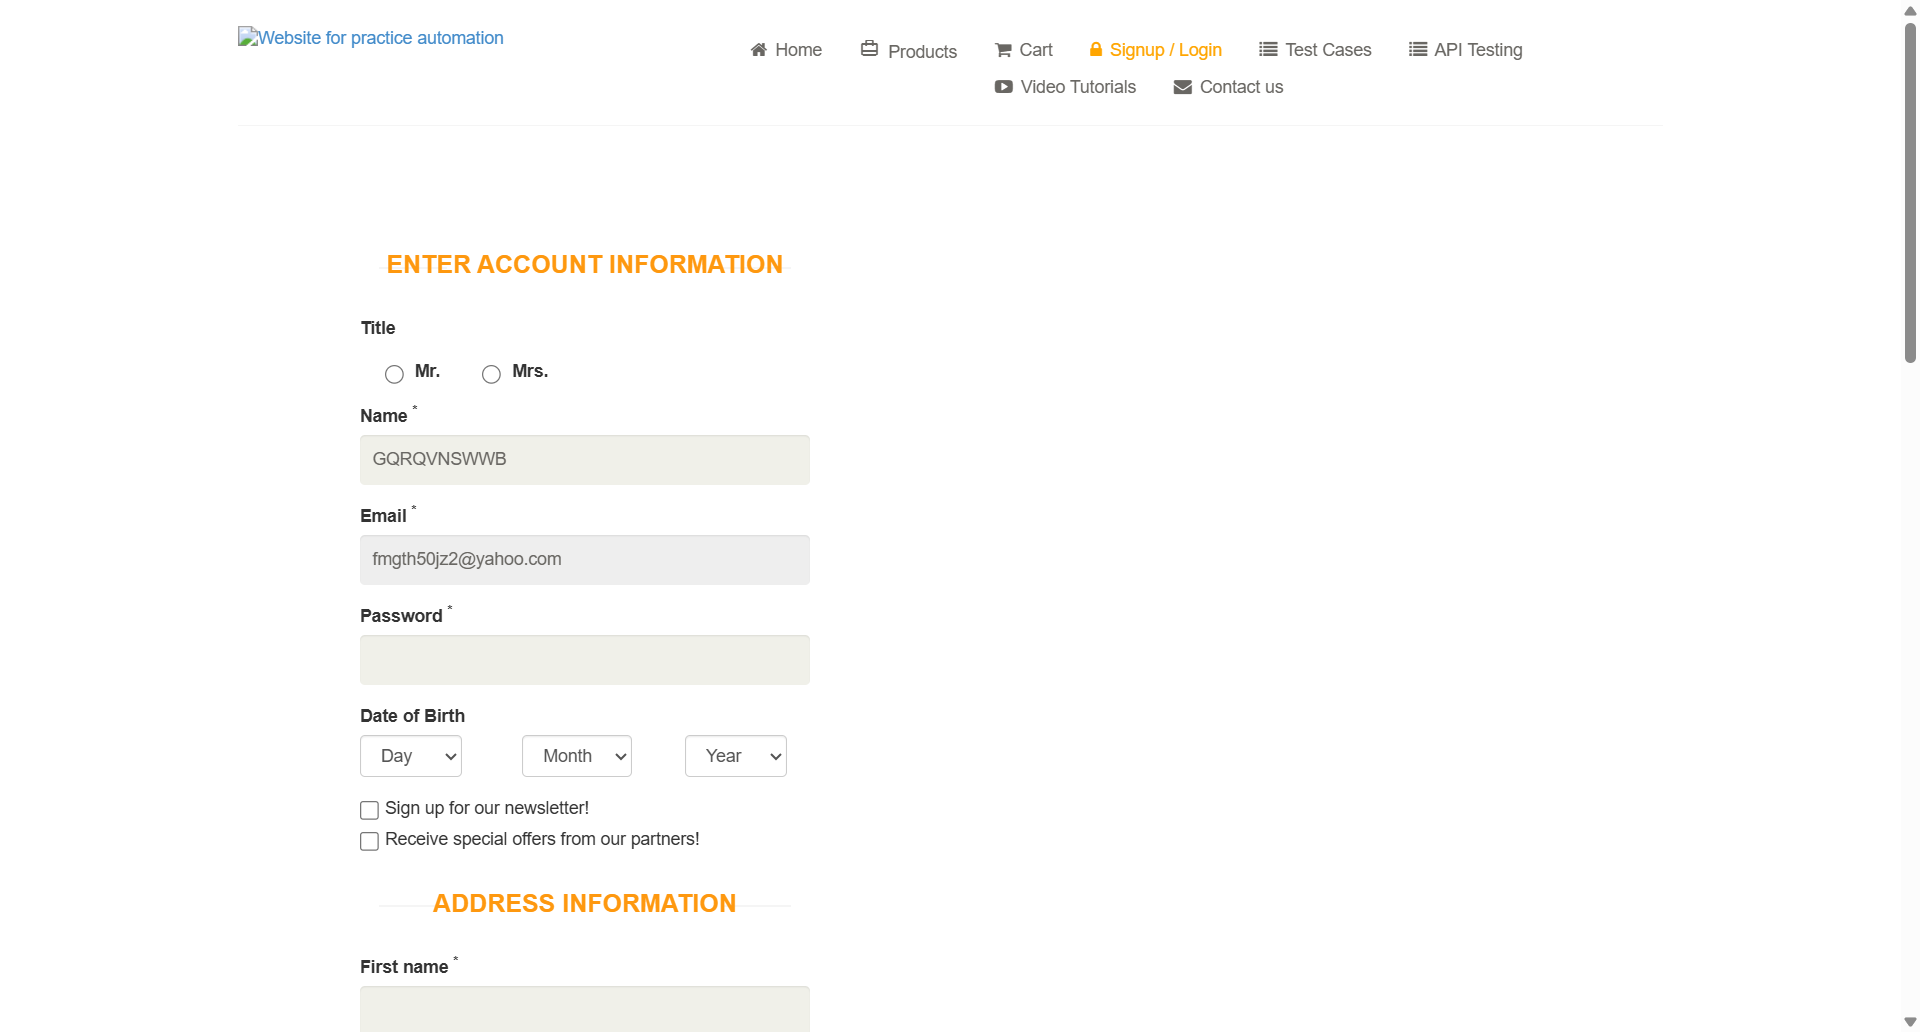 Website for practice automation
Home Products Cart Signup / Login Test Cases API Testing
Video Tutorials Contact us
ENTER ACCOUNT INFORMATION
Title
Mr. Mrs.
Name *
GQRQVNSWWB
Email *
fmgth50jz2@yahoo.com
Password *
Date of Birth
Day Month Year
Sign up for our newsletter!
Receive special offers from our partners!
ADDRESS INFORMATION
First name *